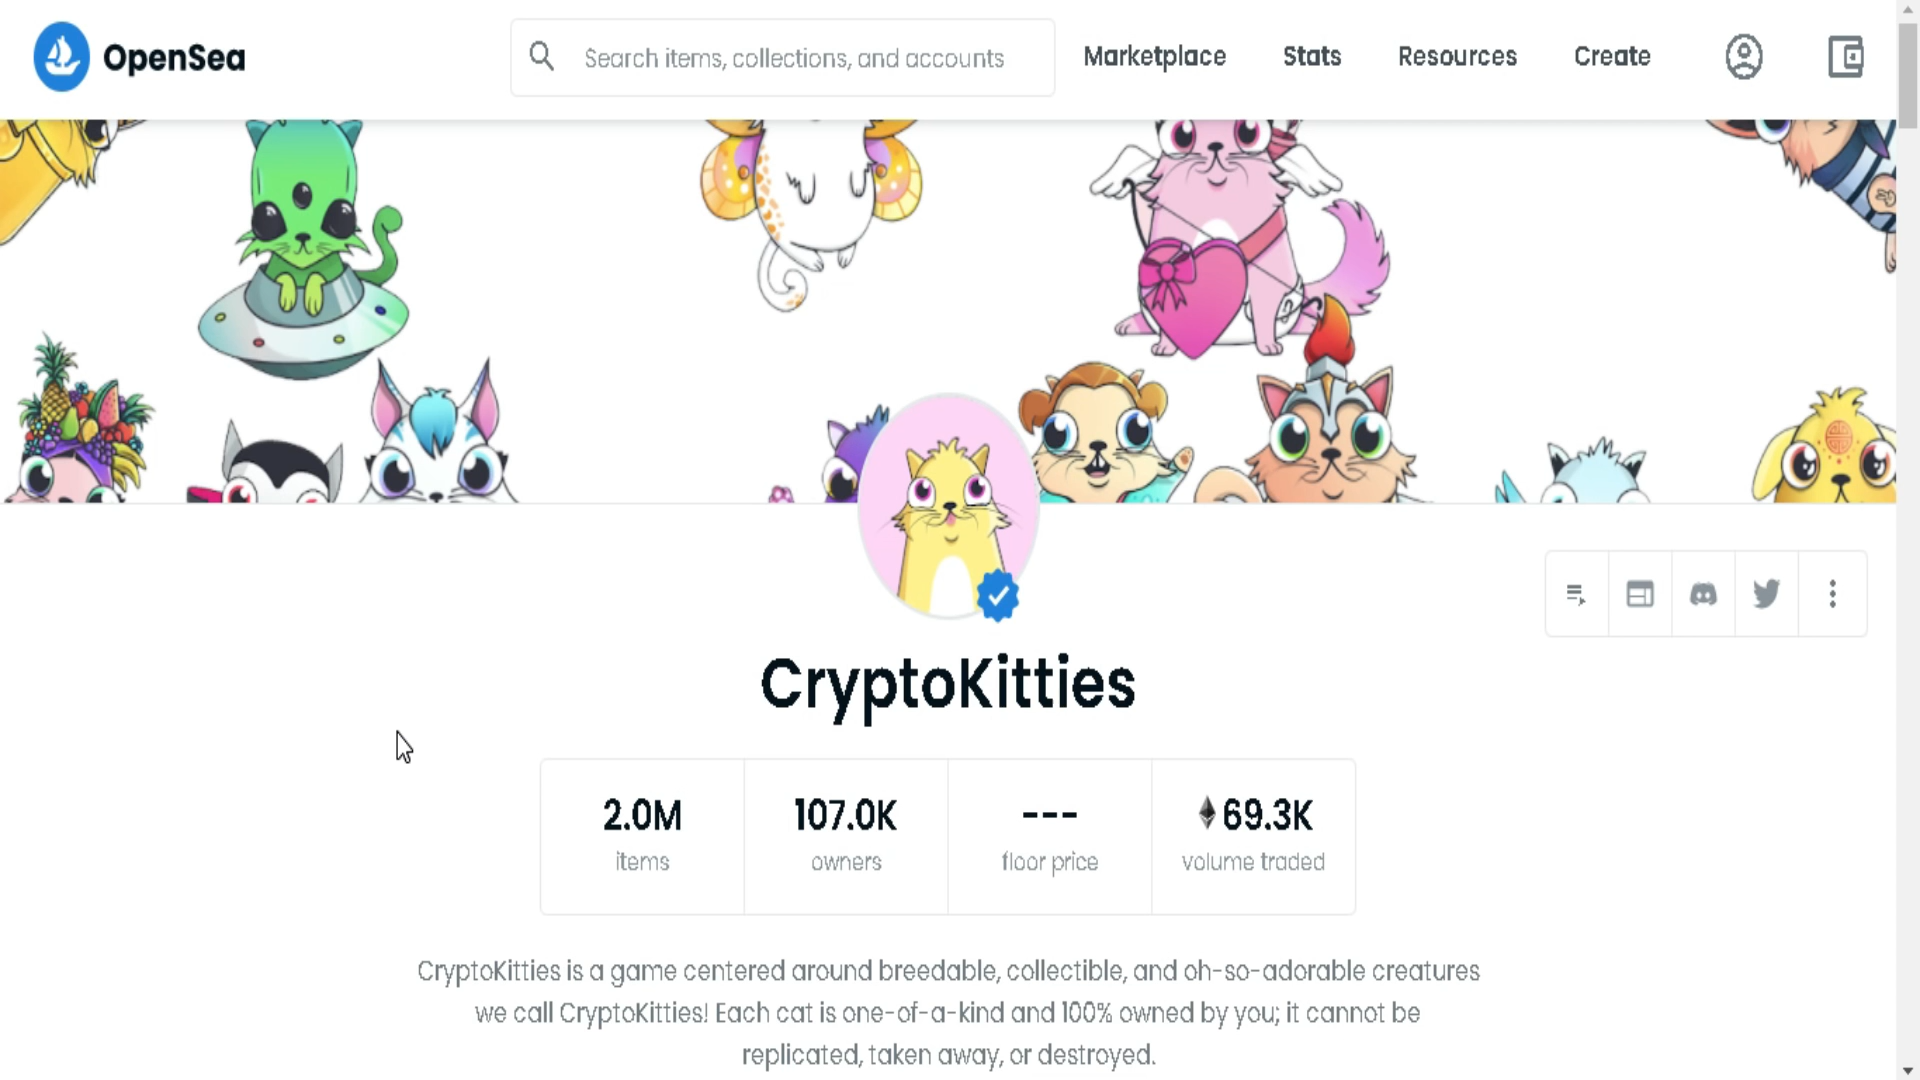 OpenSea
Search items, collections, and accounts
Marketplace
Stats
Resources
Create
CryptoKitties
2.0M
items
107.0K
owners
---
floor price
69.3K
volume traded
CryptoKitties is a game centered around breedable, collectible, and oh-so-adorable creatures
we call CryptoKitties! Each cat is one-of-a-kind and 100% owned by you; it cannot be
replicated, taken away, or destroyed.